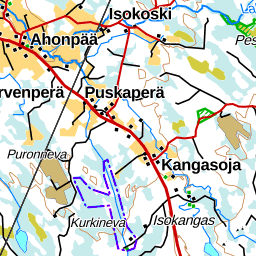 Isokoski
Ahonpää
rvenperä
Puskaperä
Puronneva
Kangasoja
Isokangas
Kurkineva